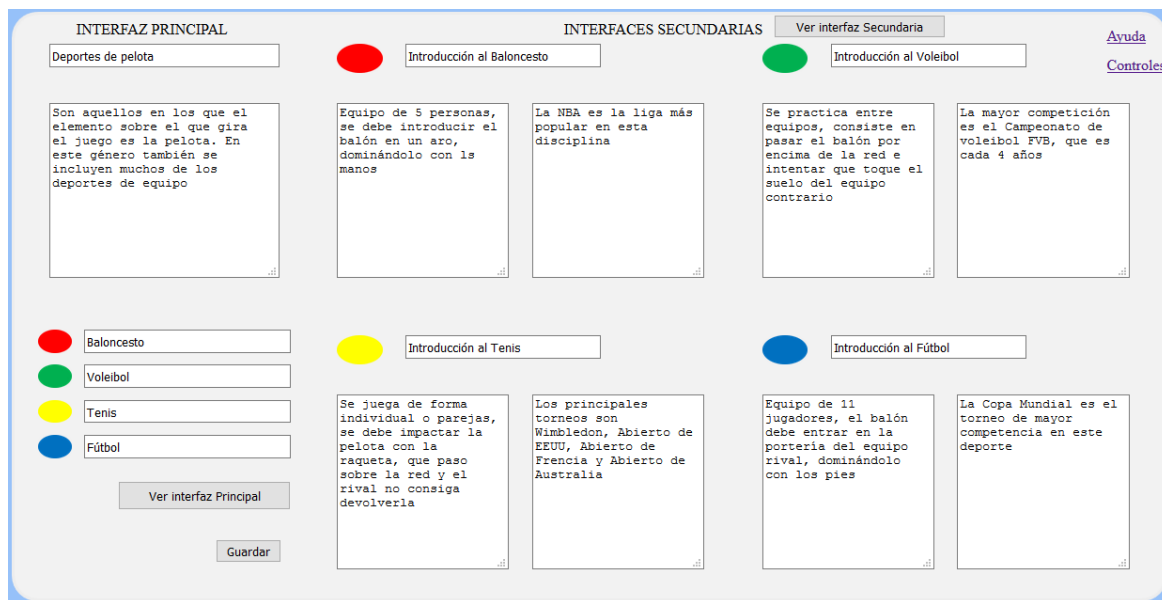 INTERFAZ PRINCIPAL
INTERFACES SECUNDARIAS
Ver interfaz Secundaria
Ayuda
Controles
Deportes de pelota
Son aquellos en los que el
elemento sobre el que gira
el juego es la pelota. En
este género también se
incluyen muchos de los
deportes de equipo
Introducción al Baloncesto
Equipo de 5 personas,
se debe introducir el
balón en un aro,
dominándolo con ls
manos
La NBA es la liga más
popular en esta
disciplina
Introducción al Voleibol
Se practica entre
equipos, consiste en
pasar el balón por
encima de la red e
intentar que toque el
suelo del equipo
contrario
La mayor competición
es el Campeonato de
voleibol FVB, que es
cada 4 años
Baloncesto
Voleibol
Tenis
Fútbol
Ver interfaz Principal
Guardar
Introducción al Tenis
Se juega de forma
individual o parejas,
se debe impactar la
pelota con la
raqueta, que paso
sobre la red y el
rival no consiga
devolverla
Los principales
torneos son
Wimbledon, Abierto de
EEUU, Abierto de
Frencia y Abierto de
Australia
Introducción al Fútbol
Equipo de 11
jugadores, el balón
debe entrar en la
portería del equipo
rival, dominándolo
con los pies
La Copa Mundial es el
torneo de mayor
competencia en este
deporte